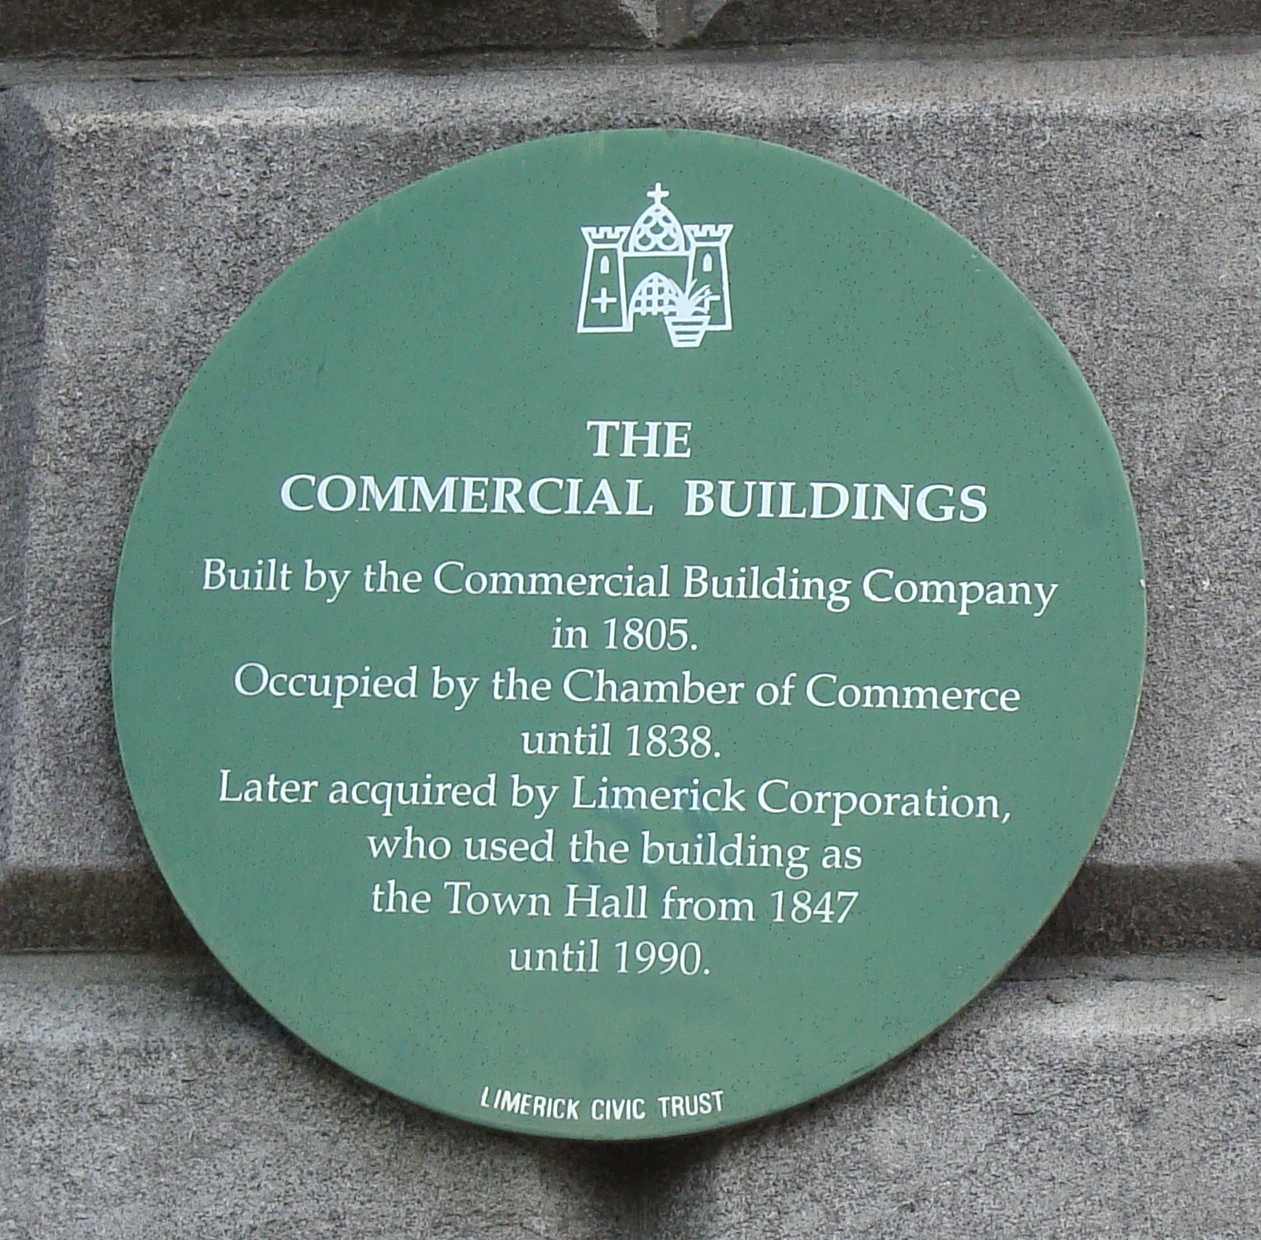 THE
COMMERCIAL BUILDINGS
Built by the Commercial Building Company
in 1805.
Occupied by the Chamber of Commerce
until 1838.
Later acquired by Limerick Corporation,
who used the building as
the Town Hall from 1847
until 1990.
LIMERICK CIVIC TRUST